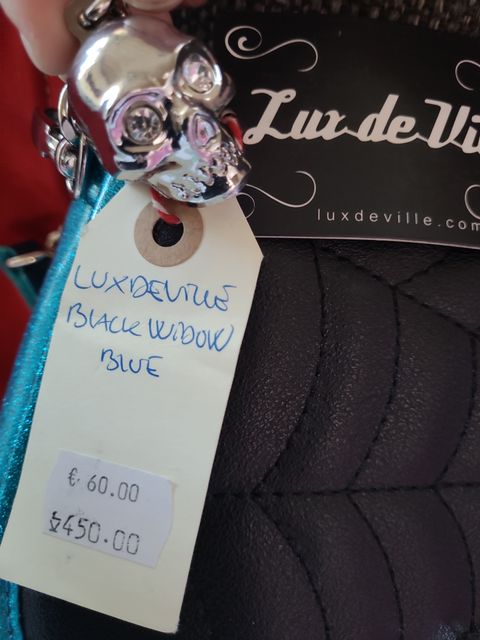 Lux de Vi
luxdeville.com
LUXDEVILLE
BLACK WIDOW
BLUE
€ 60.00
450.00